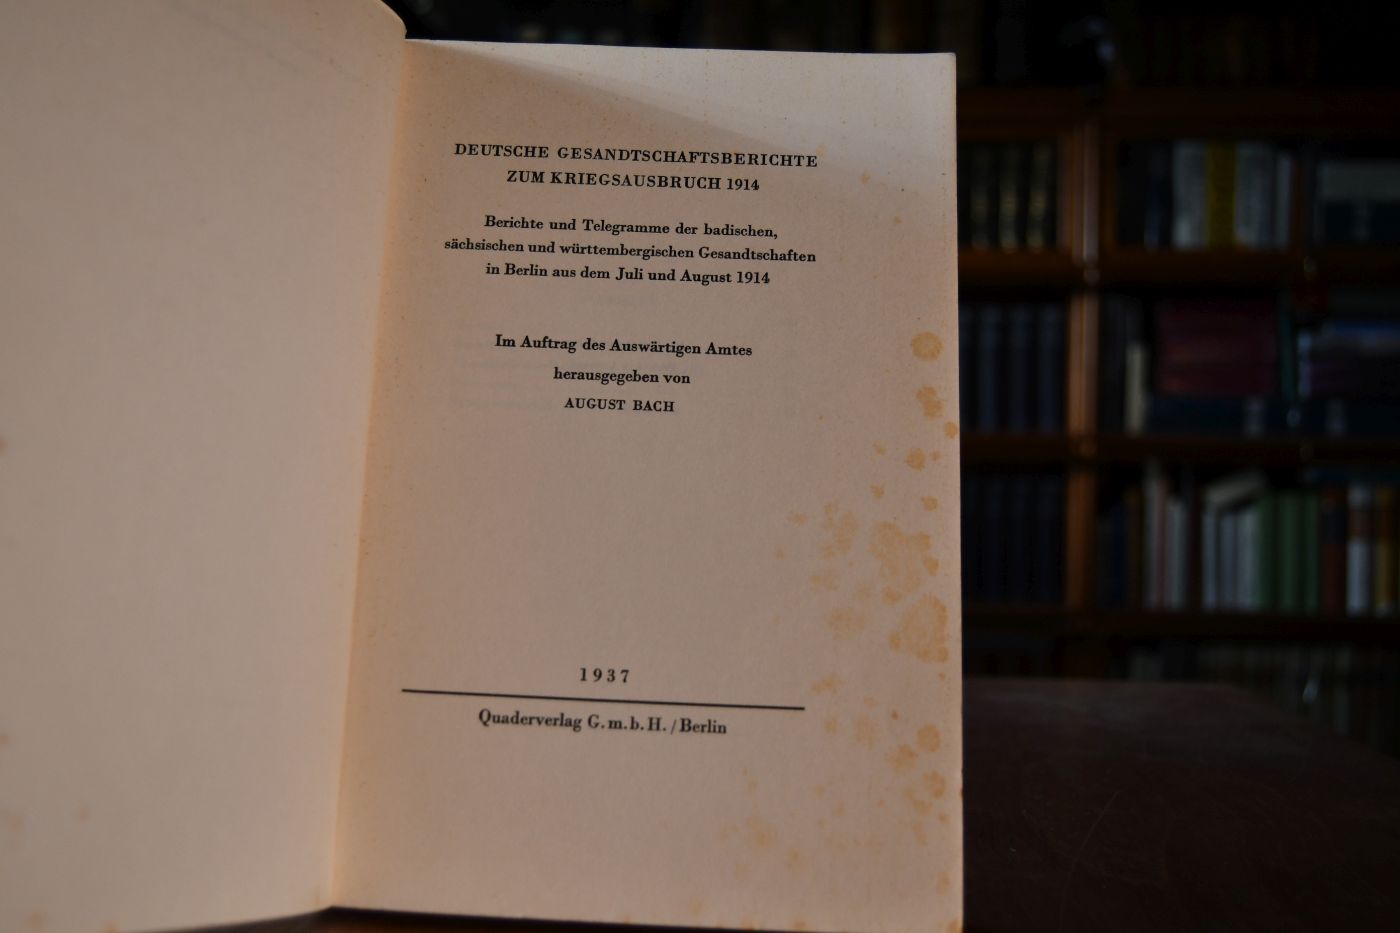 DEUTSCHE GESANDTSCHAFTSBERICHTE
ZUM KRIEGSAUSBRUCH 1914
Berichte und Telegramme der badischen,
sächsischen und württembergischen Gesandtschaften
in Berlin aus dem Juli und August 1914
Im Auftrag des Auswärtigen Amtes
herausgegeben von
AUGUST BACH
1937
Quaderverlag G.m.b.H./Berlin